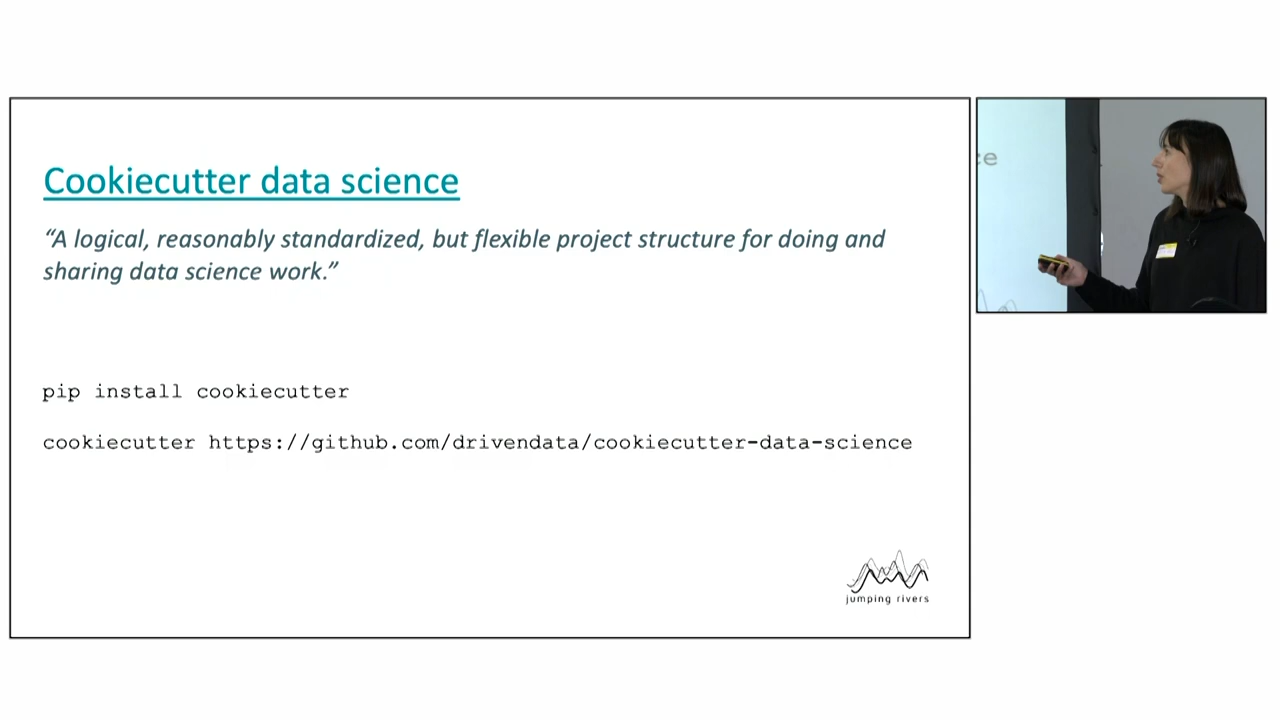 Cookiecutter data science
“A logical, reasonably standardized, but flexible project structure for doing and
sharing data science work.”
pip install cookiecutter
cookiecutter https://github.com/drivendata/cookiecutter-data-science
jumping rivers